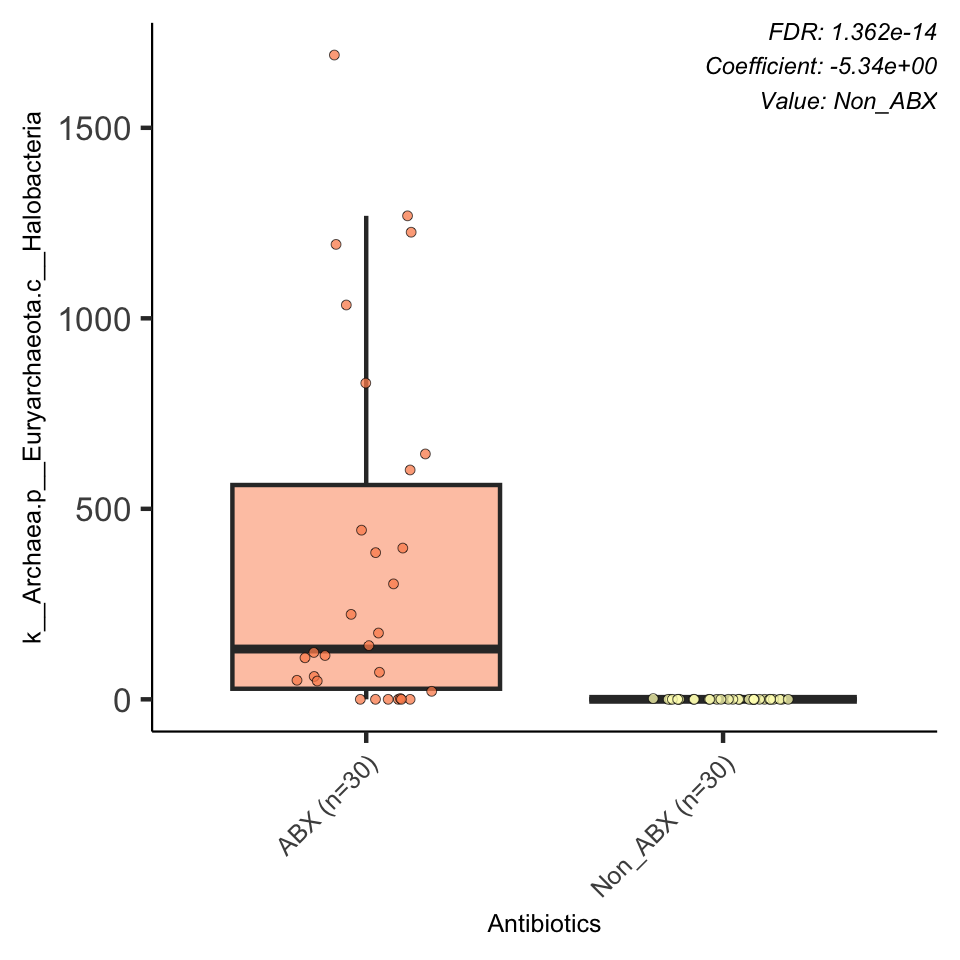 FDR: 1.362e-14
Coefficient: -5.34e+00
Value: Non_ABX
k__Archaea.p__Euryarchaeota.c__Halobacteria
1500
1000
500
0
ABX (n=30)
Non_ABX (n=30)
Antibiotics